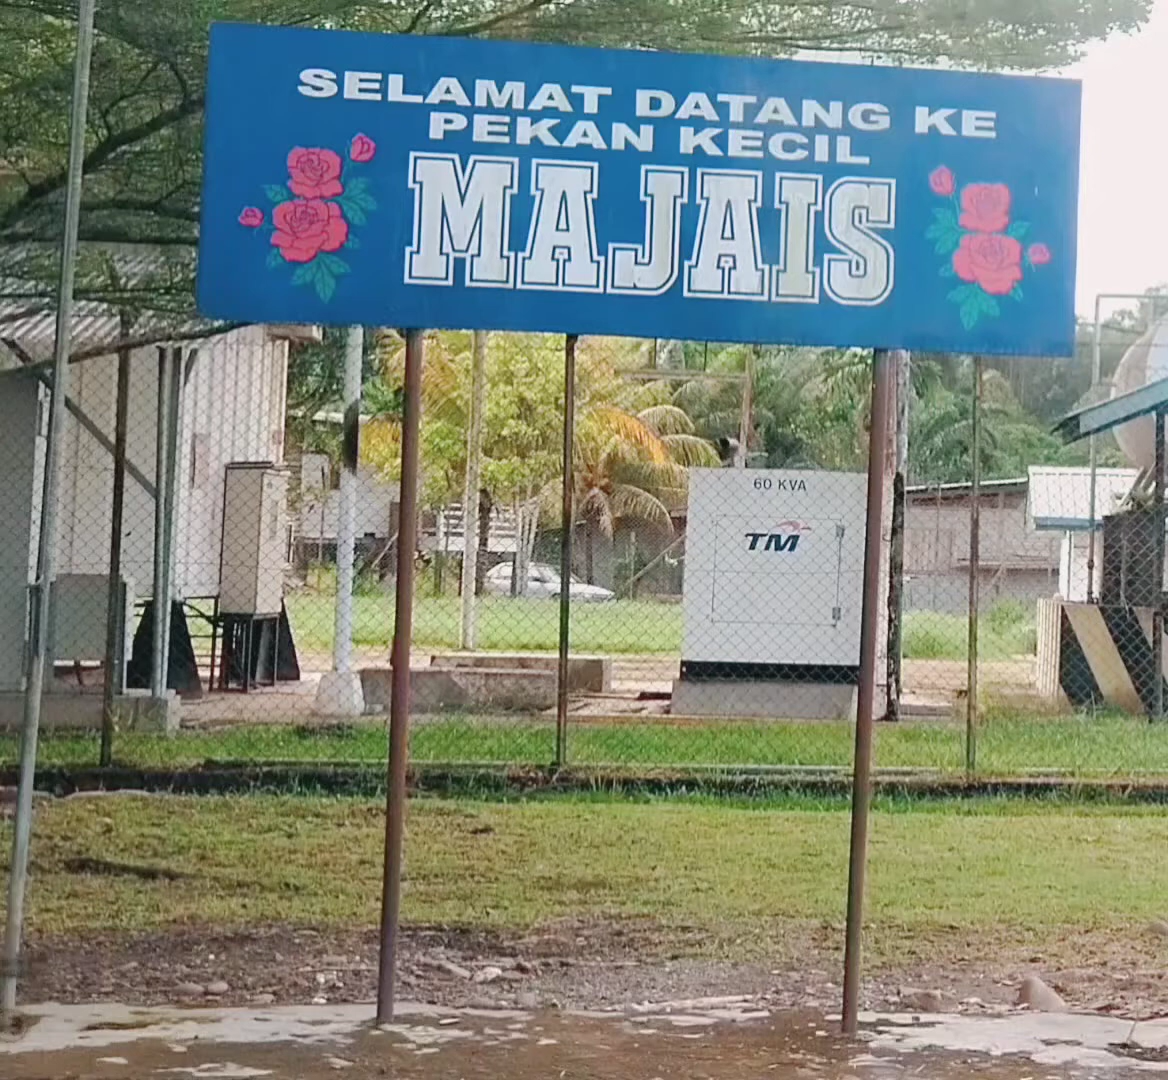 SELAMAT DATANG KE
PEKAN KECIL
MAJAIS
60 KVA
TM